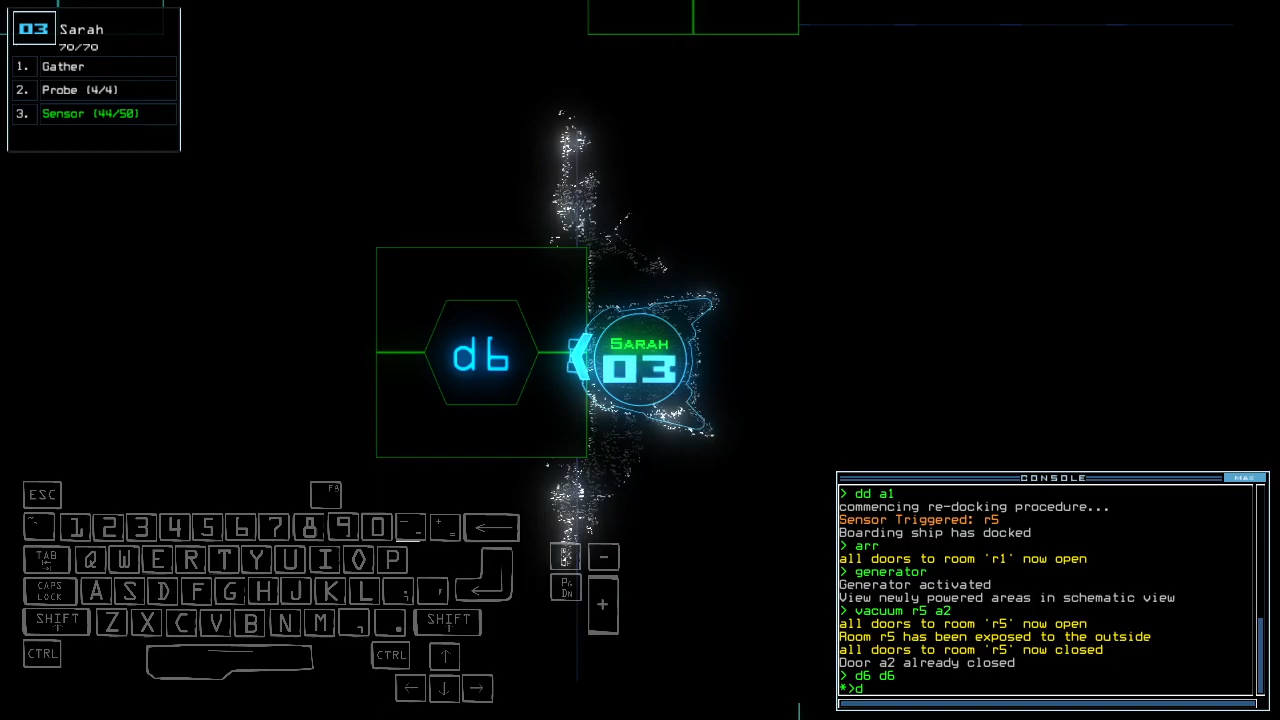 03 Sarah
70/70
1. Gather
2. Probe (4/4)
3. Sensor (44/50)
d6
Sarah
03
CONSOLE
MAX
> dd a1
commencing re-docking procedure...
Sensor Triggered: r5
Boarding ship has docked
> arr
all doors to room 'r1' now open
> generator
Generator activated
View newly powered areas in schematic view
> vacuum r5 a2
all doors to room 'r5' now open
Room r5 has been exposed to the outside
all doors to room 'r5' now closed
Door a2 already closed
> d6 d6
*>d
ESC
F9
~ 1 2 3 4 5 6 7 8 9 0 - + =
TAB Q W E R T Y U I O P
CAPS LOCK A S D F G H J K L ; '
SHIFT Z X C V B N M , . SHIFT
CTRL CTRL
Pg Dn
- +